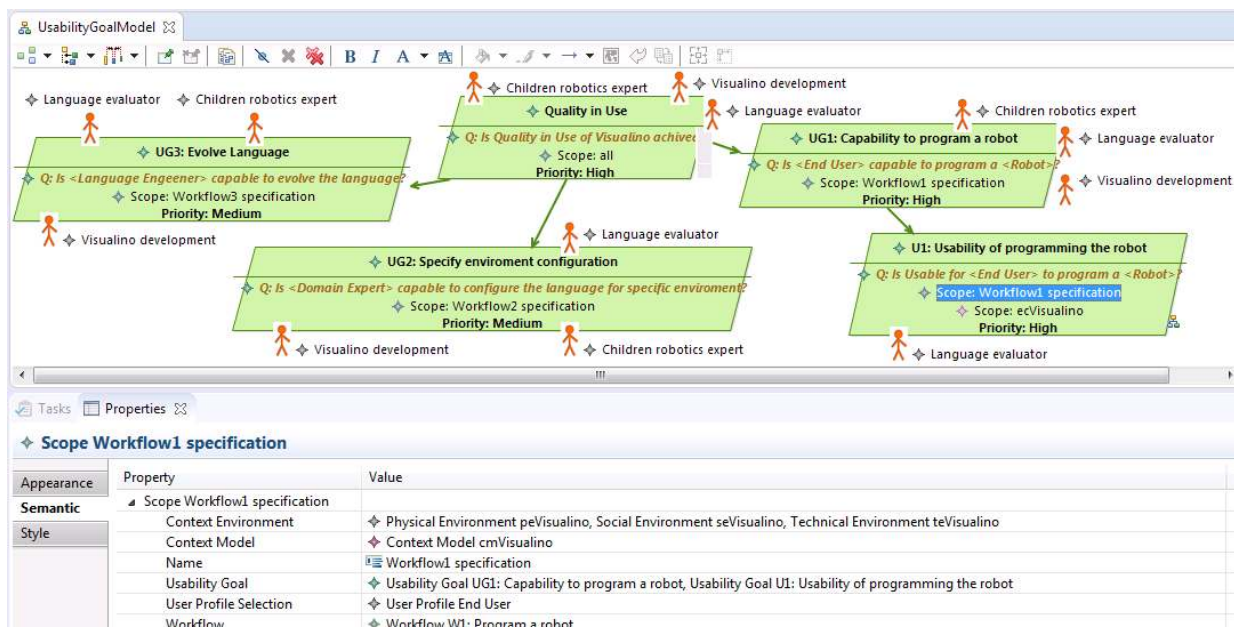 UsabilityGoalModel
B I A A
Language evaluator
Children robotics expert
UG3: Evolve Language
Q: Is <Language Engeener> capable to evolve the language?
Scope: Workflow3 specification
Priority: Medium
Visualino development
Children robotics expert
Visualino development
Language evaluator
Quality in Use
Q: Is Quality in Use of Visualino achived
Scope: all
Priority: High
Children robotics expert
Language evaluator
Visualino development
UG1: Capability to program a robot
Q: Is <End User> capable to program a <Robot>?
Scope: Workflow1 specification
Priority: High
Language evaluator
UG2: Specify enviroment configuration
Q: Is <Domain Expert> capable to configure the language for specific enviroment?
Scope: Workflow2 specification
Priority: Medium
Visualino development
Children robotics expert
U1: Usability of programming the robot
Q: Is Usable for <End User> to program a <Robot>?
Scope: Workflow1 specification
Scope: ecVisualino
Priority: High
Language evaluator
Tasks Properties
Scope Workflow1 specification
Appearance
Semantic
Style
Property Value
Scope Workflow1 specification
Context Environment Physical Environment peVisualino, Social Environment seVisualino, Technical Environment teVisualino
Context Model Context Model cmVisualino
Name Workflow1 specification
Usability Goal Usability Goal UG1: Capability to program a robot, Usability Goal U1: Usability of programming the robot
User Profile Selection User Profile End User
Workflow Workflow W1: Program a robot